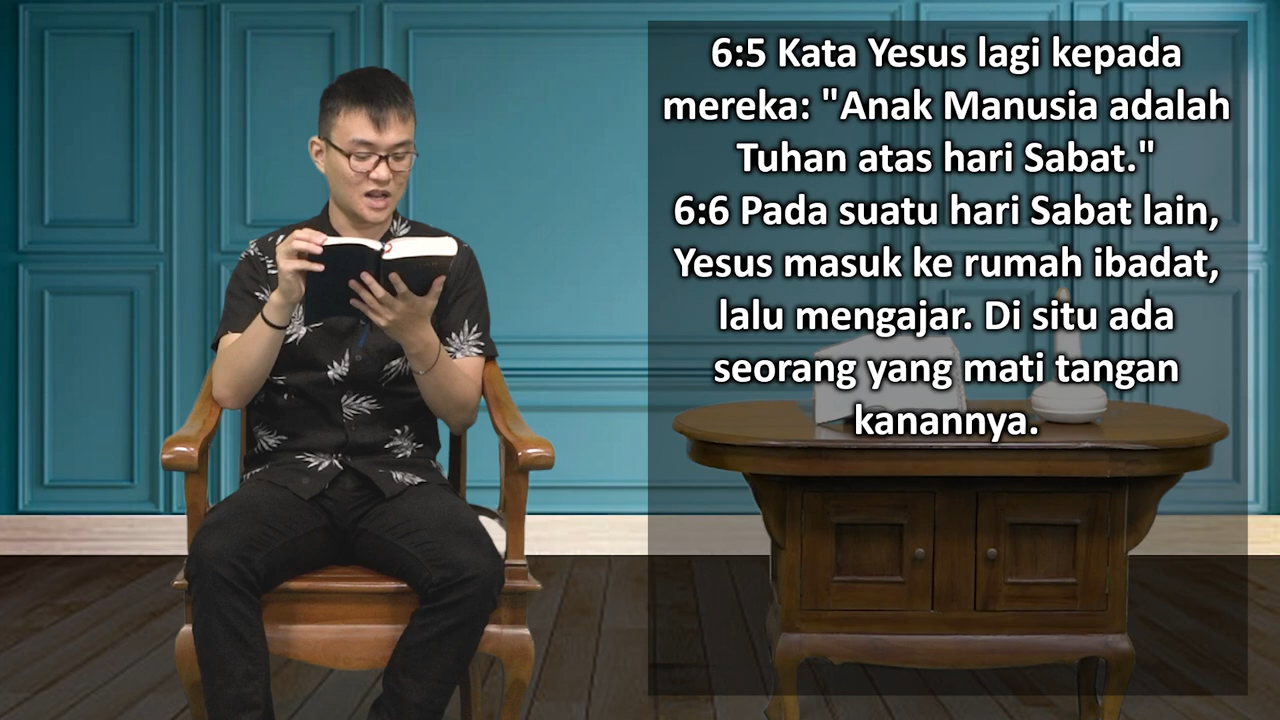 6:5 Kata Yesus lagi kepada
mereka: "Anak Manusia adalah
Tuhan atas hari Sabat."
6:6 Pada suatu hari Sabat lain,
Yesus masuk ke rumah ibadat,
lalu mengajar. Di situ ada
seorang yang mati tangan
kanannya.